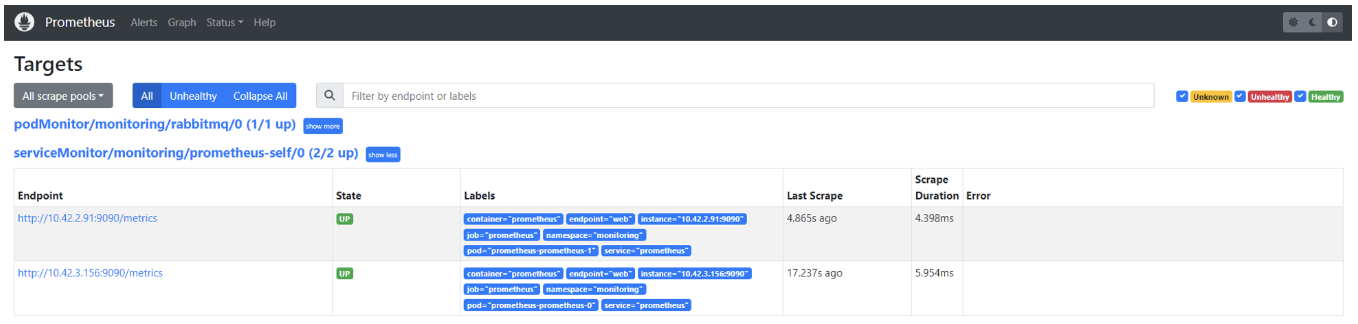 Prometheus Alerts Graph Status Help
Targets
All scrape pools All Unhealthy Collapse All Filter by endpoint or labels Unknown Unhealthy Healthy
podMonitor/monitoring/rabbitmq/0 (1/1 up) show more
serviceMonitor/monitoring/prometheus-self/0 (2/2 up) show less
Endpoint State Labels Last Scrape Scrape Duration Error
http://10.42.2.91:9090/metrics UP container="prometheus" endpoint="web" instance="10.42.2.91:9090" 4.865s ago 4.398ms
job="prometheus" namespace="monitoring"
pod="prometheus-prometheus-1" service="prometheus"
http://10.42.3.156:9090/metrics UP container="prometheus" endpoint="web" instance="10.42.3.156:9090" 17.237s ago 5.954ms
job="prometheus" namespace="monitoring"
pod="prometheus-prometheus-0" service="prometheus"